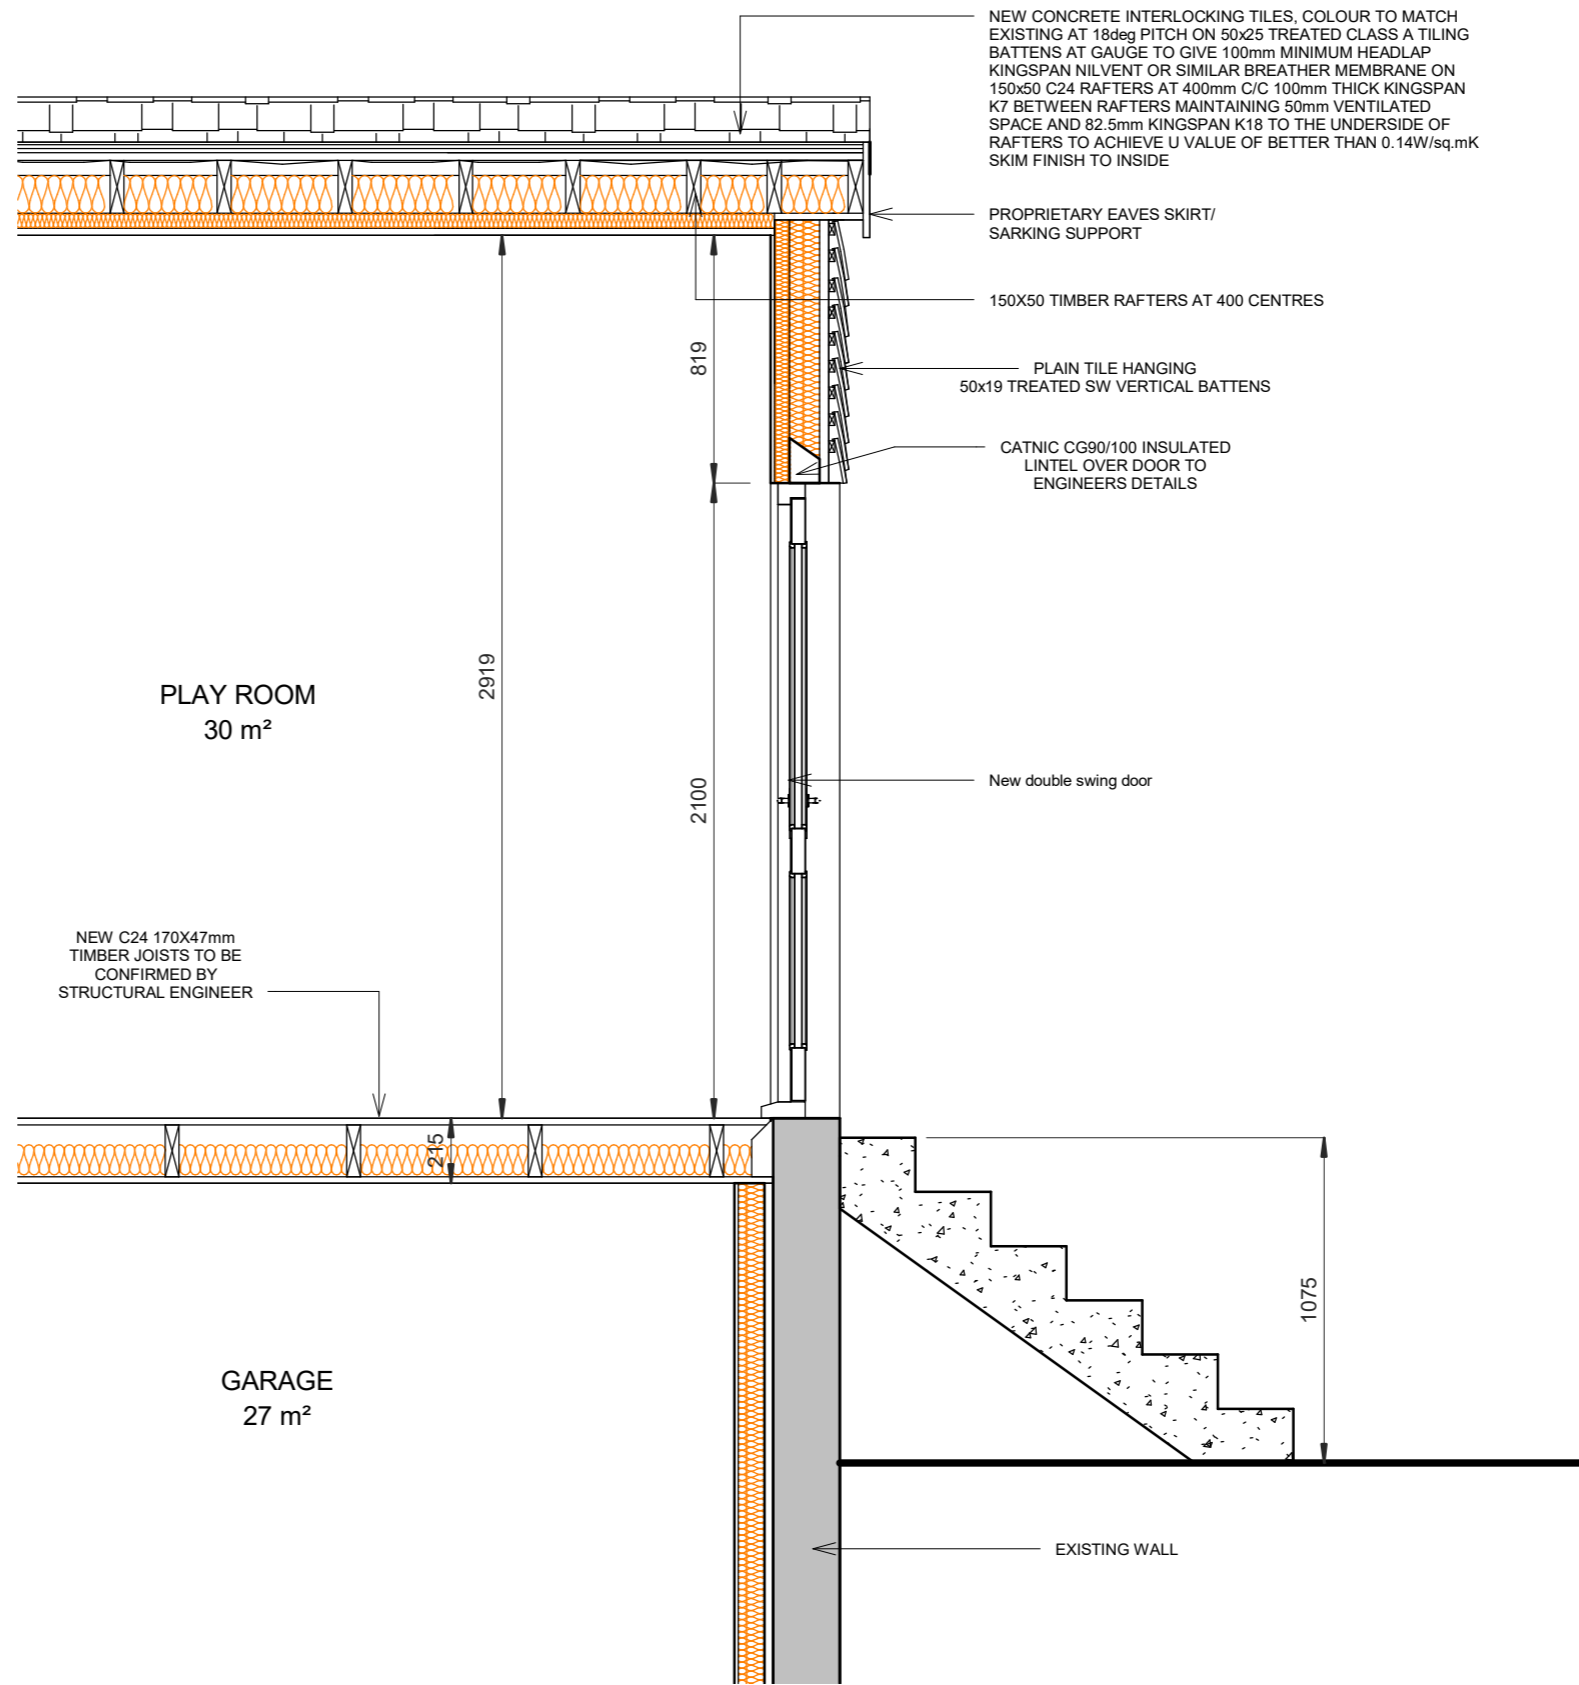 NEW CONCRETE INTERLOCKING TILES, COLOUR TO MATCH
EXISTING AT 18deg PITCH ON 50x25 TREATED CLASS A TILING
BATTENS AT GAUGE TO GIVE 100mm MINIMUM HEADLAP
KINGSPAN NILVENT OR SIMILAR BREATHER MEMBRANE ON
150x50 C24 RAFTERS AT 400mm C/C 100mm THICK KINGSPAN
K7 BETWEEN RAFTERS MAINTAINING 50mm VENTILATED
SPACE AND 82.5mm KINGSPAN K18 TO THE UNDERSIDE OF
RAFTERS TO ACHIEVE U VALUE OF BETTER THAN 0.14W/sq.mK
SKIM FINISH TO INSIDE
PROPRIETARY EAVES SKIRT/
SARKING SUPPORT
150X50 TIMBER RAFTERS AT 400 CENTRES
819
PLAIN TILE HANGING
50x19 TREATED SW VERTICAL BATTENS
CATNIC CG90/100 INSULATED
LINTEL OVER DOOR TO
ENGINEERS DETAILS
2919
PLAY ROOM
30 m²
2100
New double swing door
NEW C24 170X47mm
TIMBER JOISTS TO BE
CONFIRMED BY
STRUCTURAL ENGINEER
215
1075
GARAGE
27 m²
EXISTING WALL